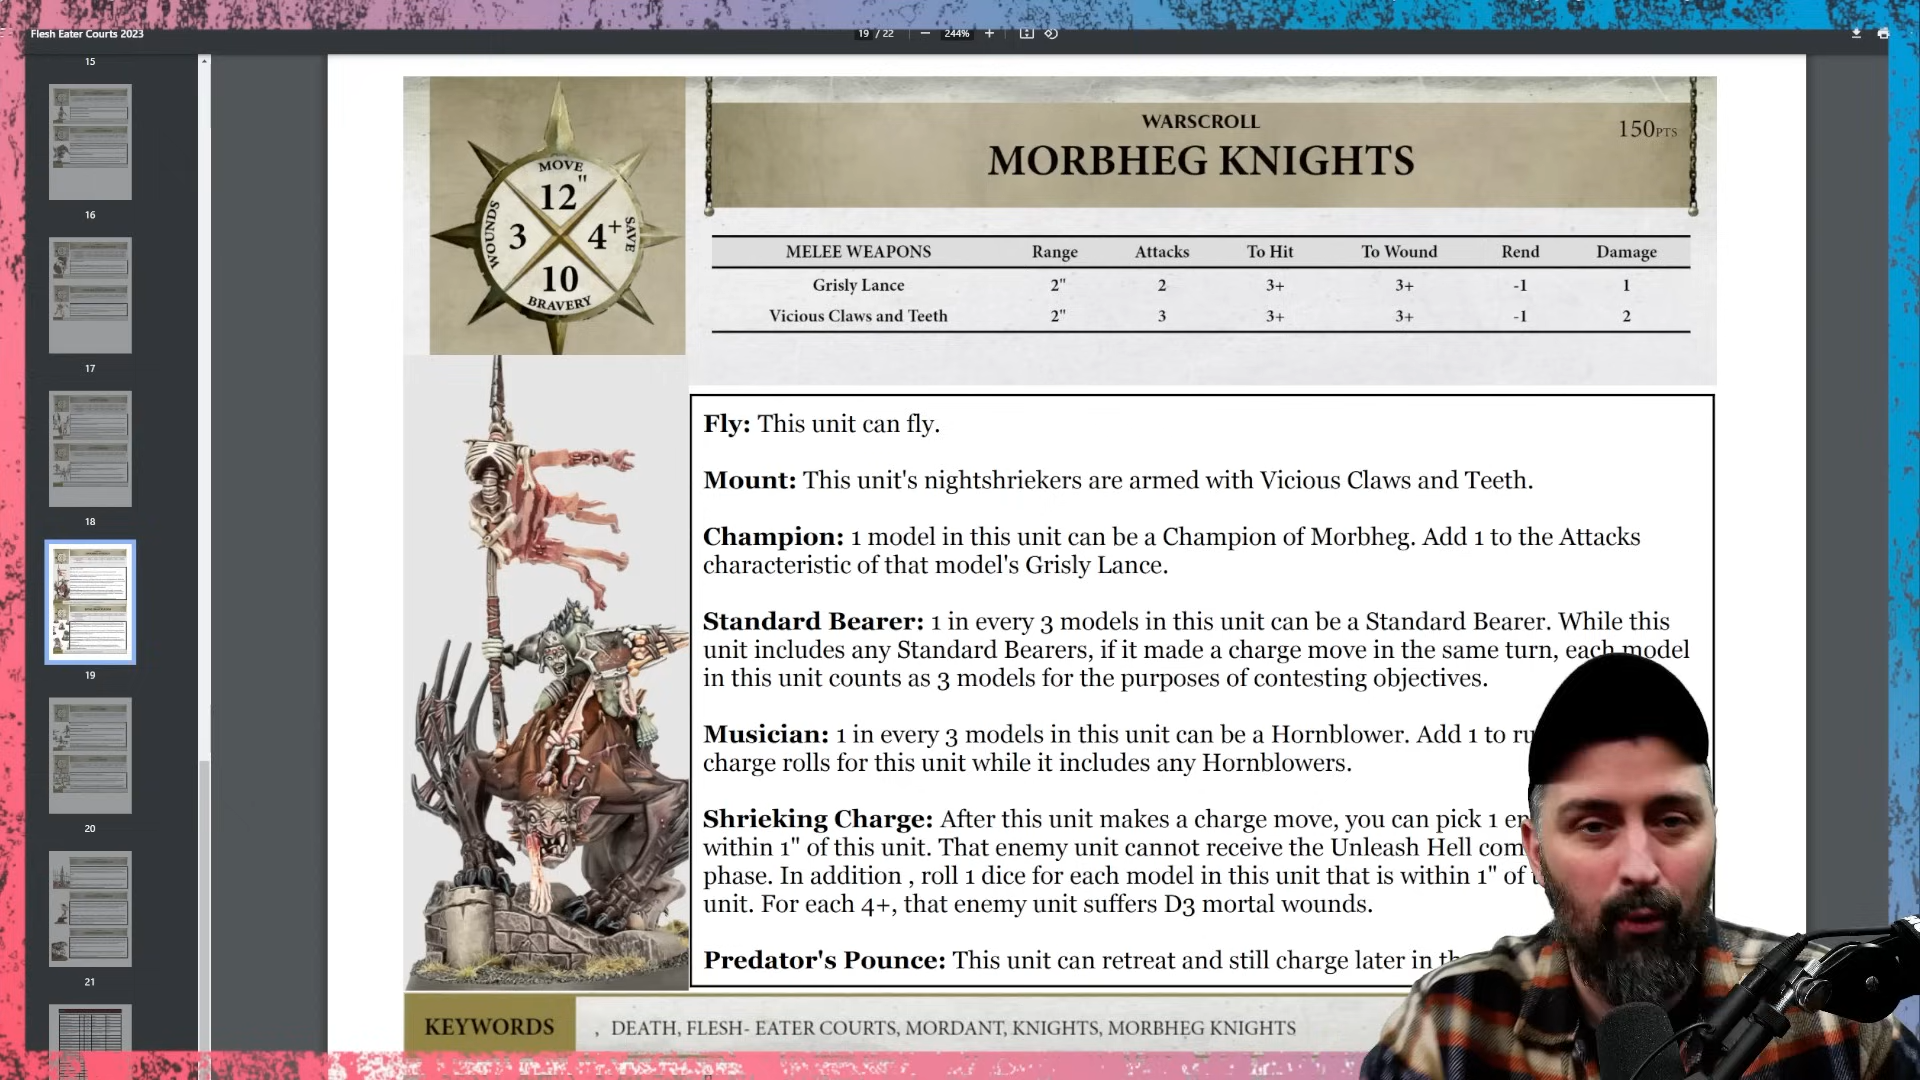 Flesh Eater Courts 2023
19 / 22
244%
15
16
17
18
19
20
21
WARSCROLL
150PTS
MORBHEG KNIGHTS
MOVE
12"
WOUNDS
3
4+
SAVE
10
BRAVERY
MELEE WEAPONS Range Attacks To Hit To Wound Rend Damage
Grisly Lance 2" 2 3+ 3+ -1 1
Vicious Claws and Teeth 2" 3 3+ 3+ -1 2
Fly: This unit can fly.
Mount: This unit's nightshriekers are armed with Vicious Claws and Teeth.
Champion: 1 model in this unit can be a Champion of Morbheg. Add 1 to the Attacks
characteristic of that model's Grisly Lance.
Standard Bearer: 1 in every 3 models in this unit can be a Standard Bearer. While this
unit includes any Standard Bearers, if it made a charge move in the same turn, each model
in this unit counts as 3 models for the purposes of contesting objectives.
Musician: 1 in every 3 models in this unit can be a Hornblower. Add 1 to
charge rolls for this unit while it includes any Hornblowers.
Shrieking Charge: After this unit makes a charge move, you can pick 1
within 1" of this unit. That enemy unit cannot receive the Unleash Hell
phase. In addition , roll 1 dice for each model in this unit that is within 1" of
unit. For each 4+, that enemy unit suffers D3 mortal wounds.
Predator's Pounce: This unit can retreat and still charge later in
KEYWORDS , DEATH, FLESH- EATER COURTS, MORDANT, KNIGHTS, MORBHEG KNIGHTS